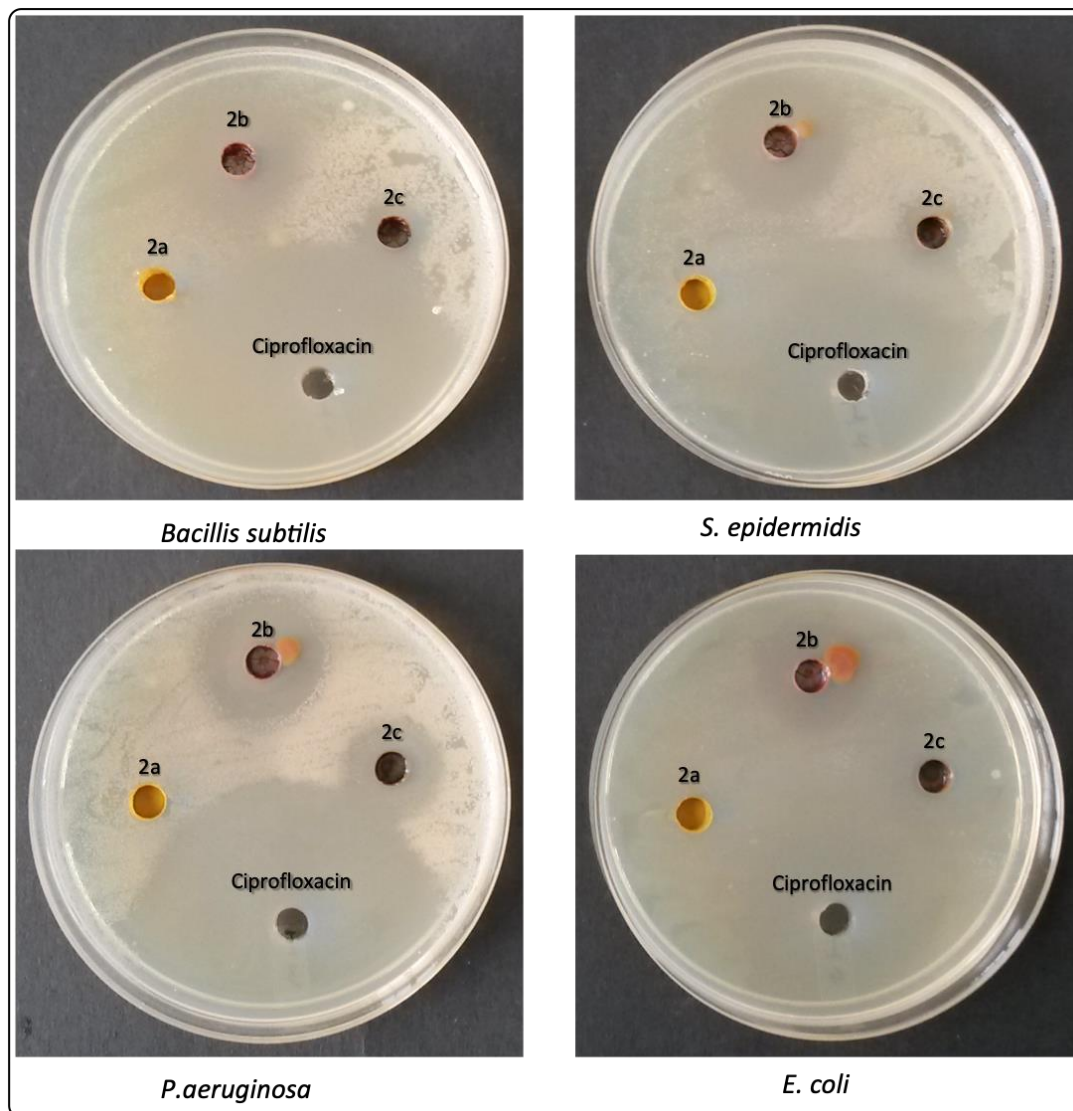 2b
2c
2a
Ciprofloxacin
Bacillis subtilis
2b
2c
2a
Ciprofloxacin
S. epidermidis
2b
2c
2a
Ciprofloxacin
P.aeruginosa
2b
2c
2a
Ciprofloxacin
E. coli